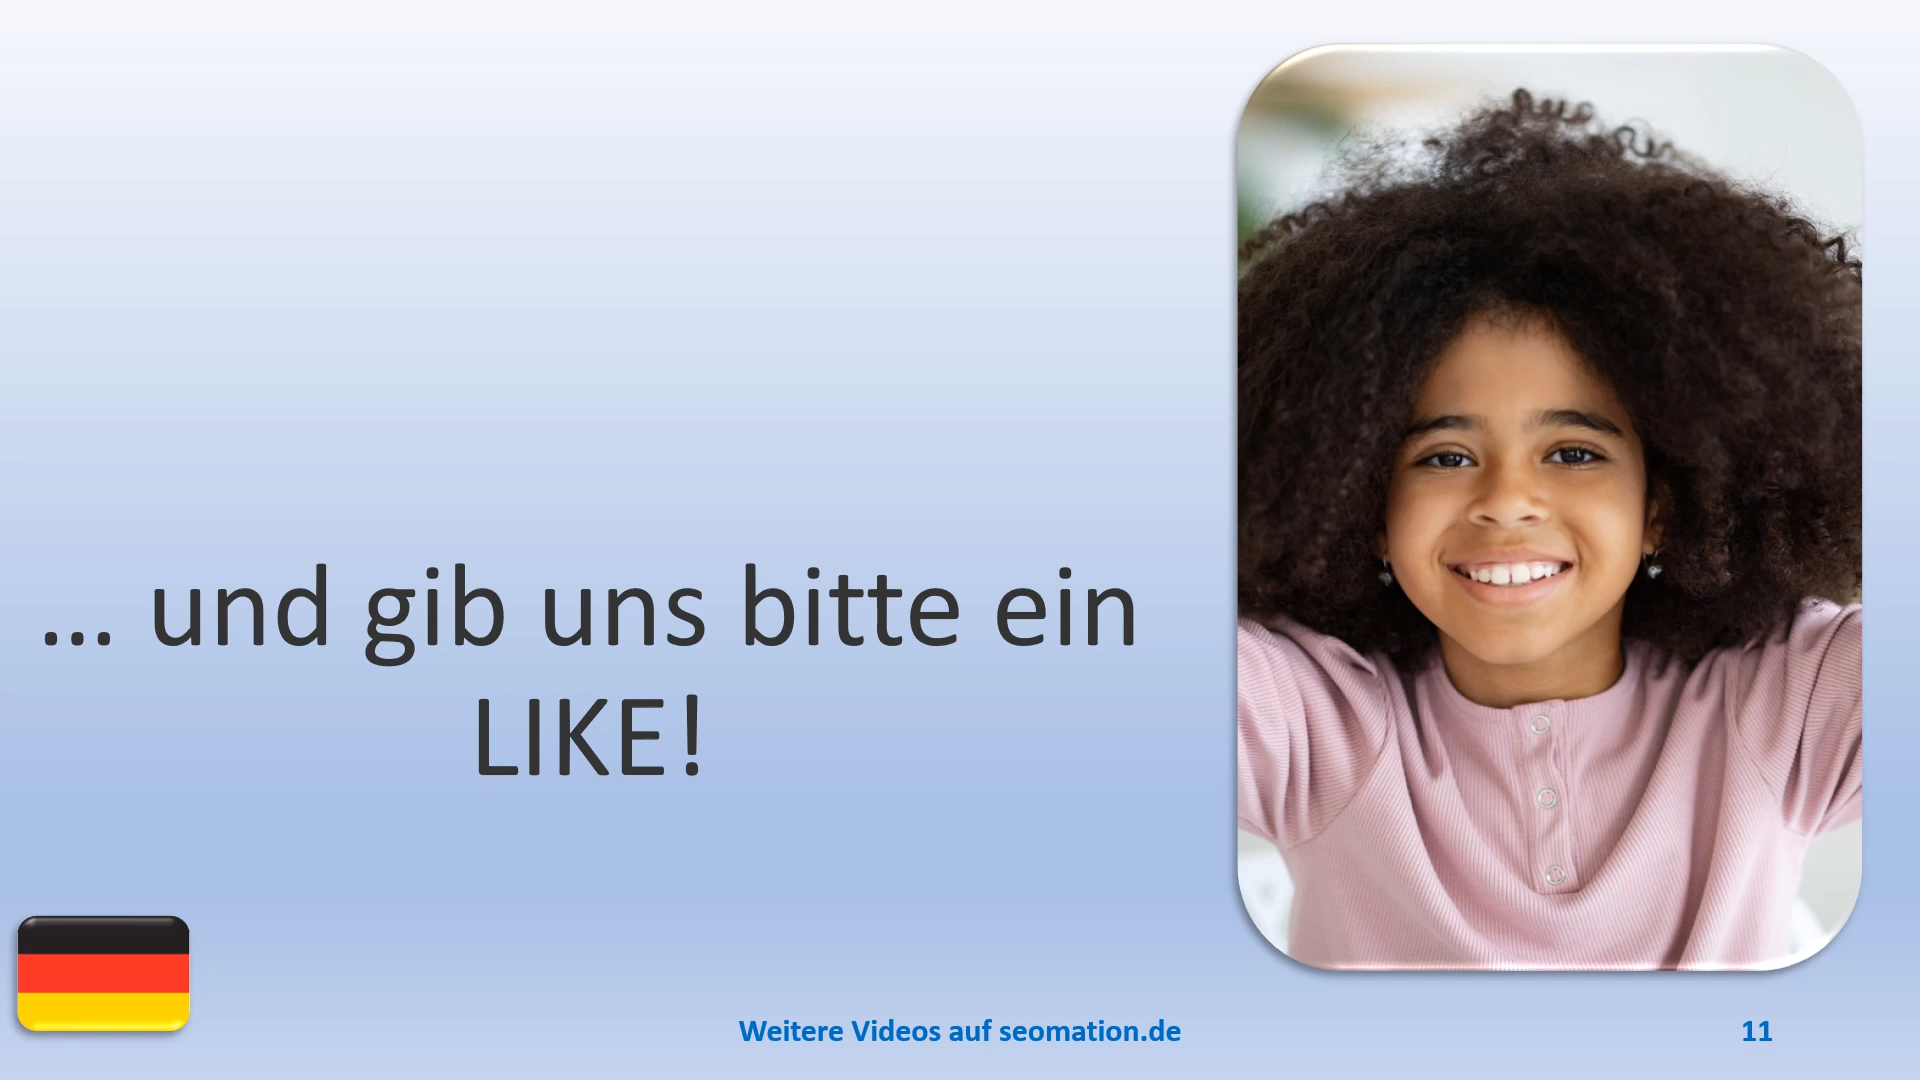 ... und gib uns bitte ein
LIKE!
Weitere Videos auf seomation.de
11